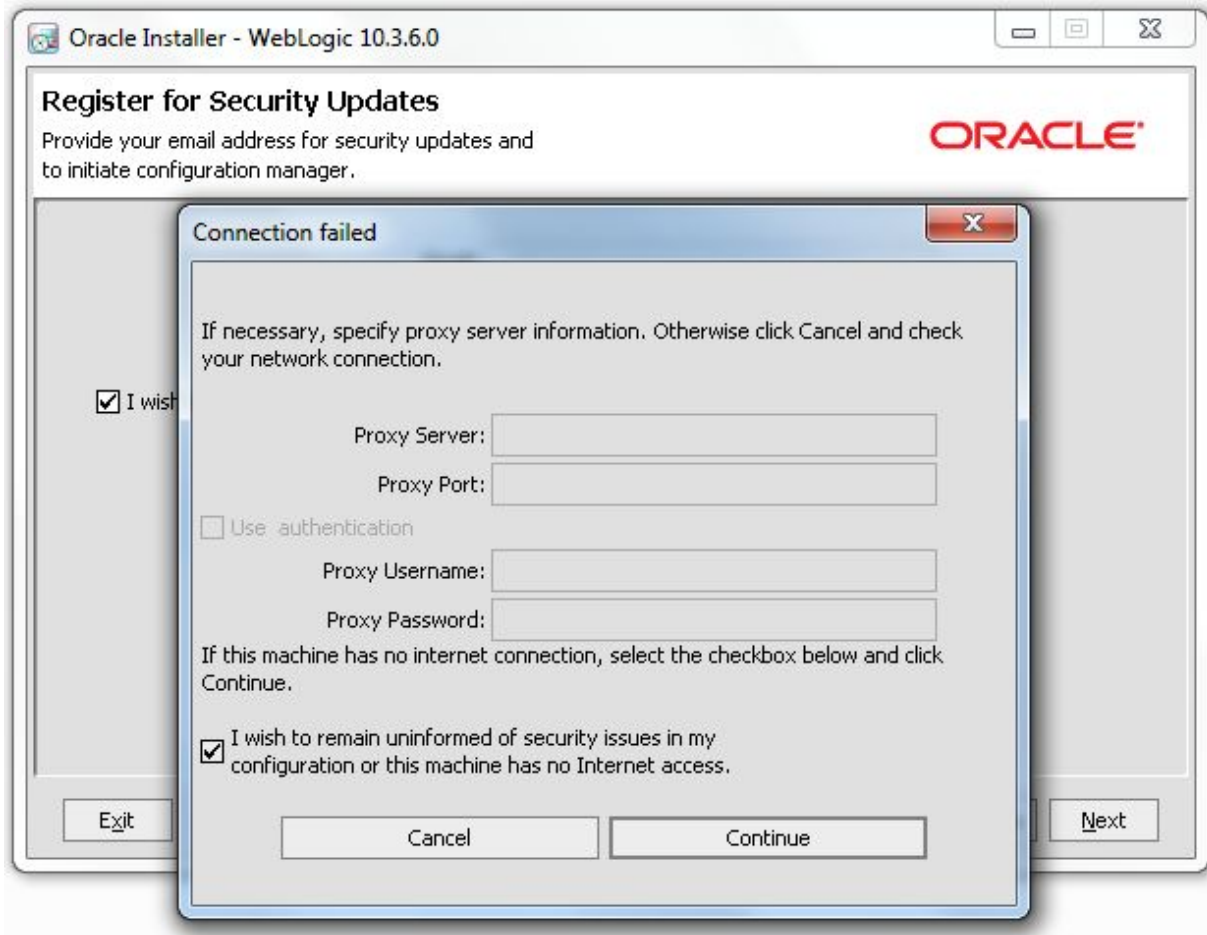 Oracle Installer - WebLogic 10.3.6.0
Register for Security Updates
Provide your email address for security updates and
to initiate configuration manager.
ORACLE
Connection failed
If necessary, specify proxy server information. Otherwise click Cancel and check
your network connection.
I wish
Proxy Server:
Proxy Port:
Use authentication
Proxy Username:
Proxy Password:
If this machine has no internet connection, select the checkbox below and click
Continue.
I wish to remain uninformed of security issues in my
configuration or this machine has no Internet access.
Exit
Cancel
Continue
Next